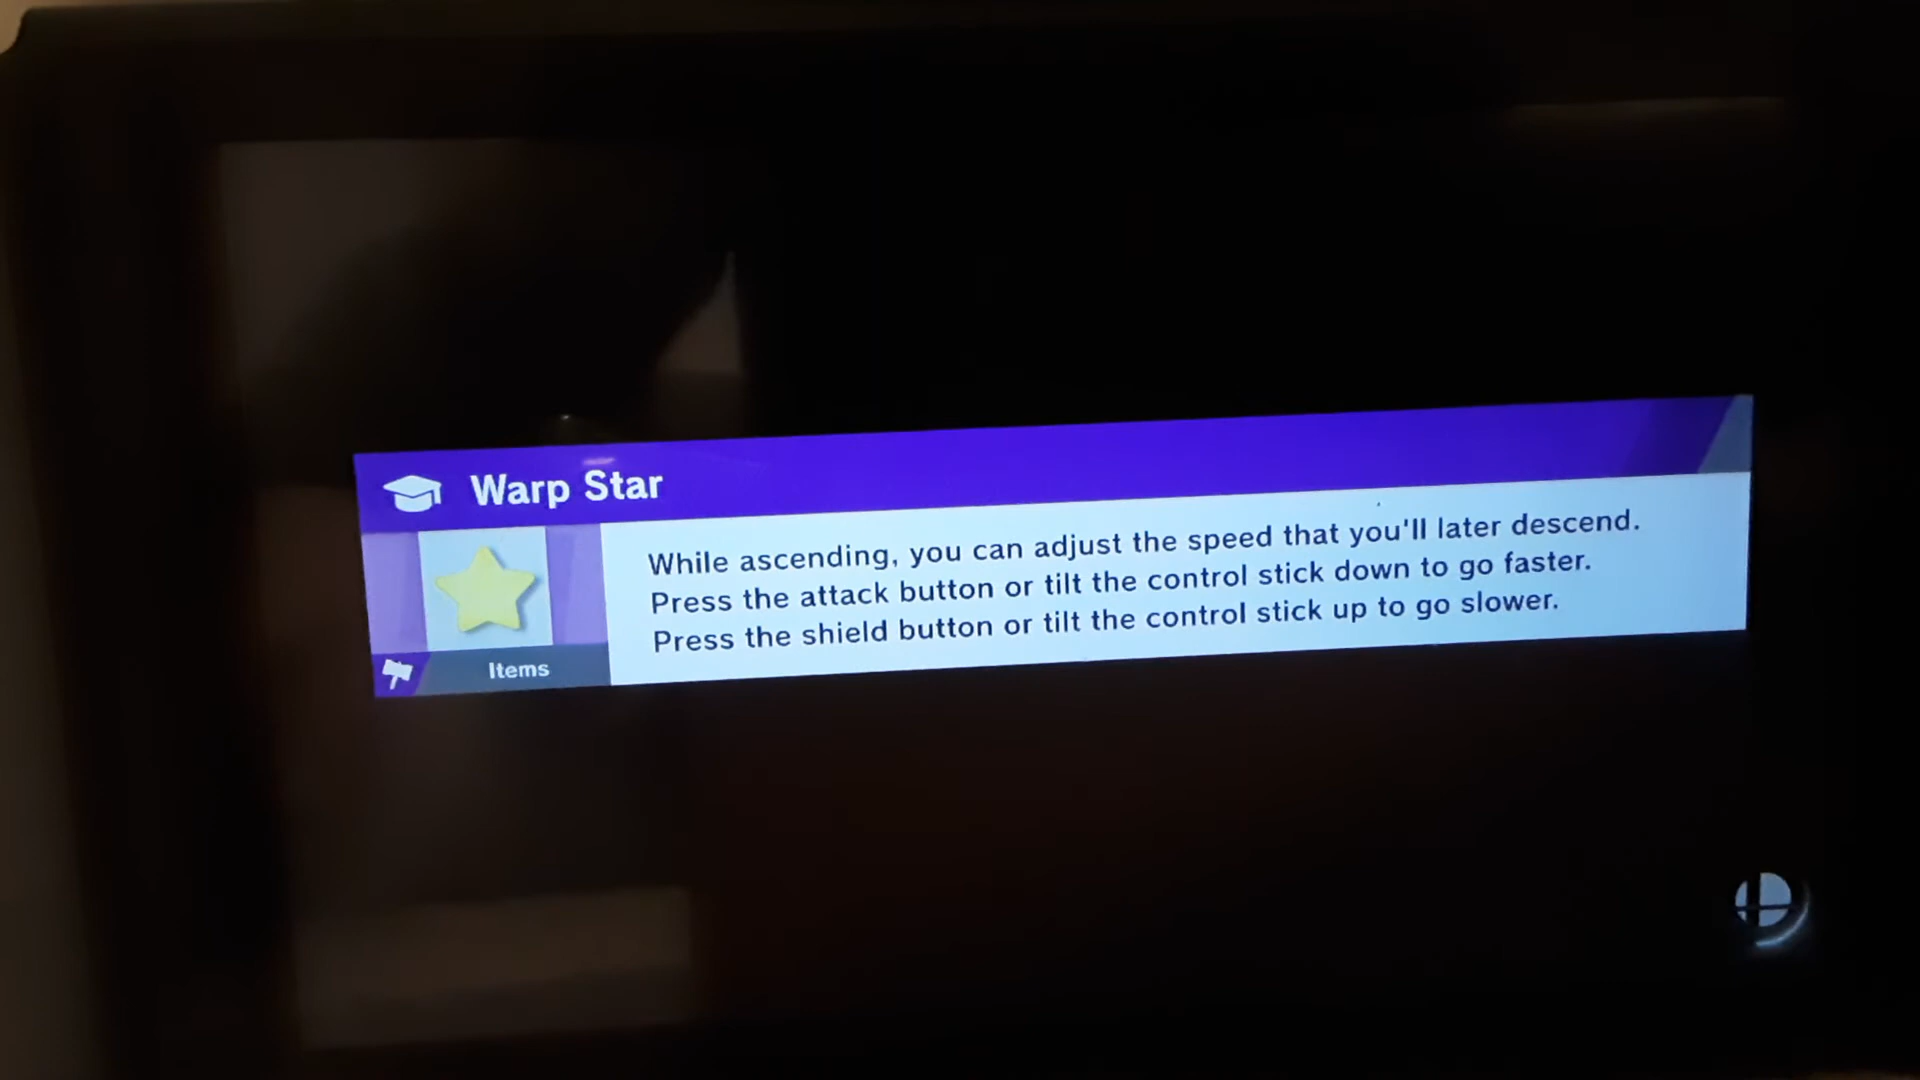 Warp Star
While ascending, you can adjust the speed that you'll later descend.
Press the attack button or tilt the control stick down to go faster.
Press the shield button or tilt the control stick up to go slower.
Items